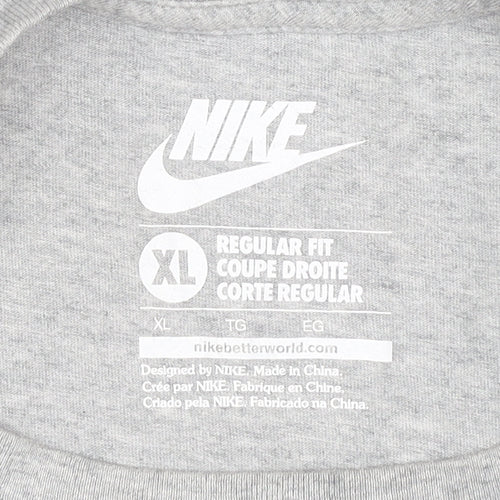 NIKE
XL
REGULAR FIT
COUPE DROITE
CORTE REGULAR
XL TG EG
nikebetterworld.com
Designed by NIKE. Made in China.
Crée par NIKE. Fabrique en Chine.
Criado pela NIKE. Fabricado na China.